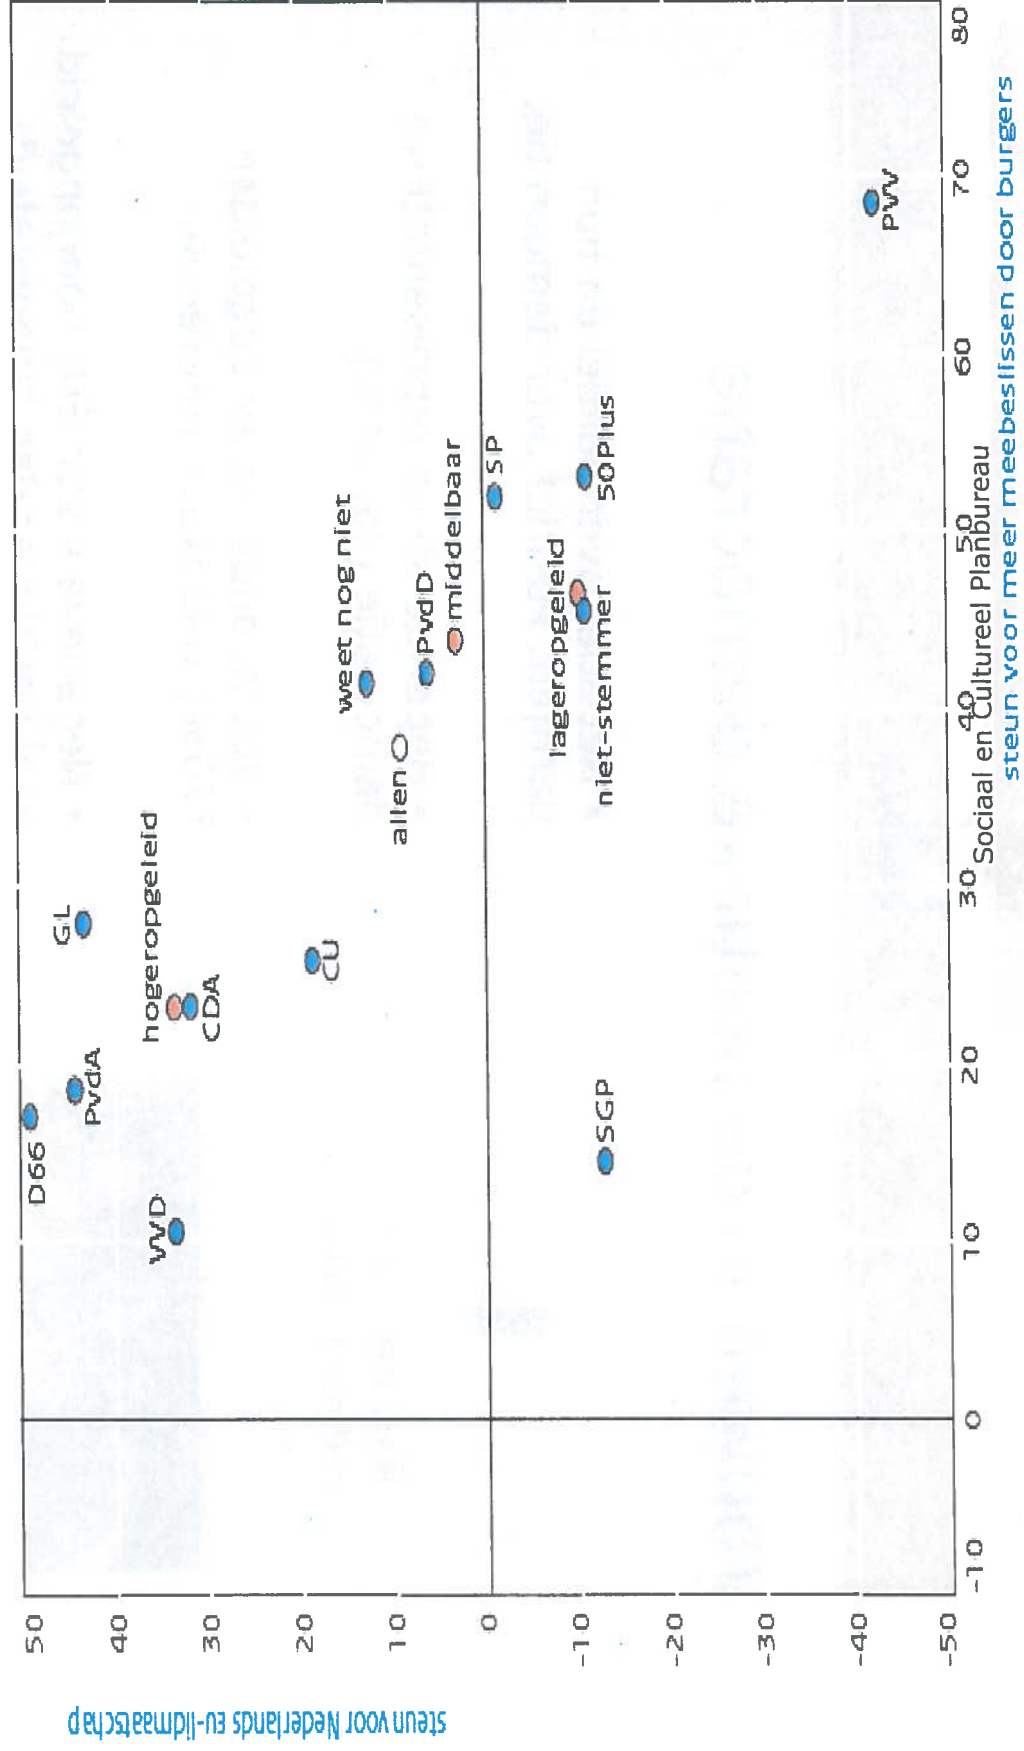 steun voor Nederlands eu-lidmaatschap
50
40
30
20
10
0
-10
-20
-30
-40
-50
D66
PvdA
GL
VVD
hogeropgeleid
CDA
CU
weet nog niet
allen
PvdD
middelbaar
SP
lageropgeleid
niet-stemmer
50Plus
SGP
PVV
-10
0
10
20
30
40
50
60
70
80
Sociaal en Cultureel Planbureau
steun voor meer meebeslissen door burgers